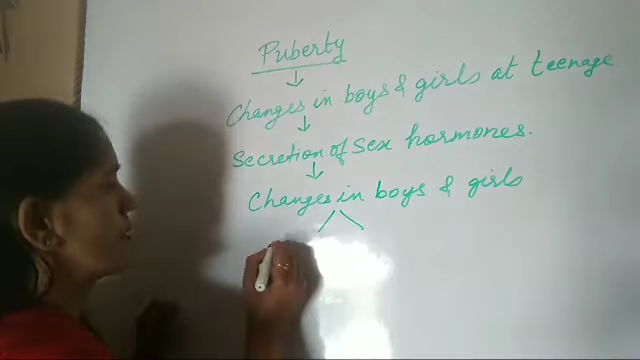 Puberty
Changes in boys & girls at teenage
Secretion of sex hormones.
Changes in boys & girls